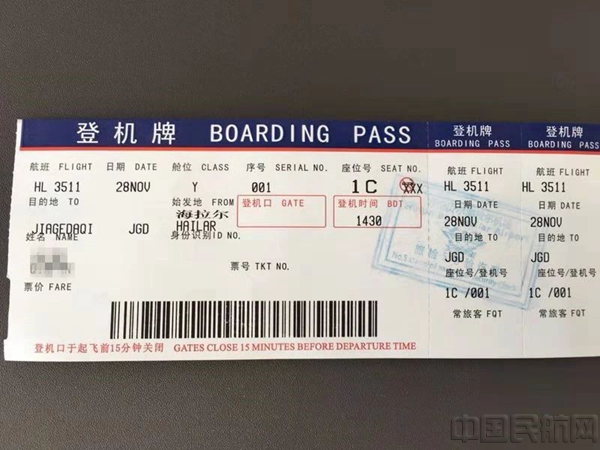 登机牌 BOARDING PASS
航班 FLIGHT 日期 DATE 舱位 CLASS 序号 SERIAL NO. 座位号 SEAT NO.
HL 3511 28NOV Y 001 1C XXX
目的地 TO 始发地 FROM 登机口 GATE 登机时间 BDT
海拉尔
JIAGEDAQI JGD HAILAR 1430
姓名 NAME 身份识别ID NO.
票号 TKT NO.
票价 FARE
登机口于起飞前15分钟关闭 GATES CLOSE 15 MINUTES BEFORE DEPARTURE TIME
登机牌
BOARDING PASS
航班 FLIGHT
HL 3511
日期 DATE
28NOV
目的地 TO
JGD
座位号/登机号
1C /001
常旅客 FQT
登机牌
BOARDING PASS
航班 FLIGHT
HL 3511
日期 DATE
28NOV
目的地 TO
JGD
座位号/登机号
1C /001
常旅客 FQT
中国民航网